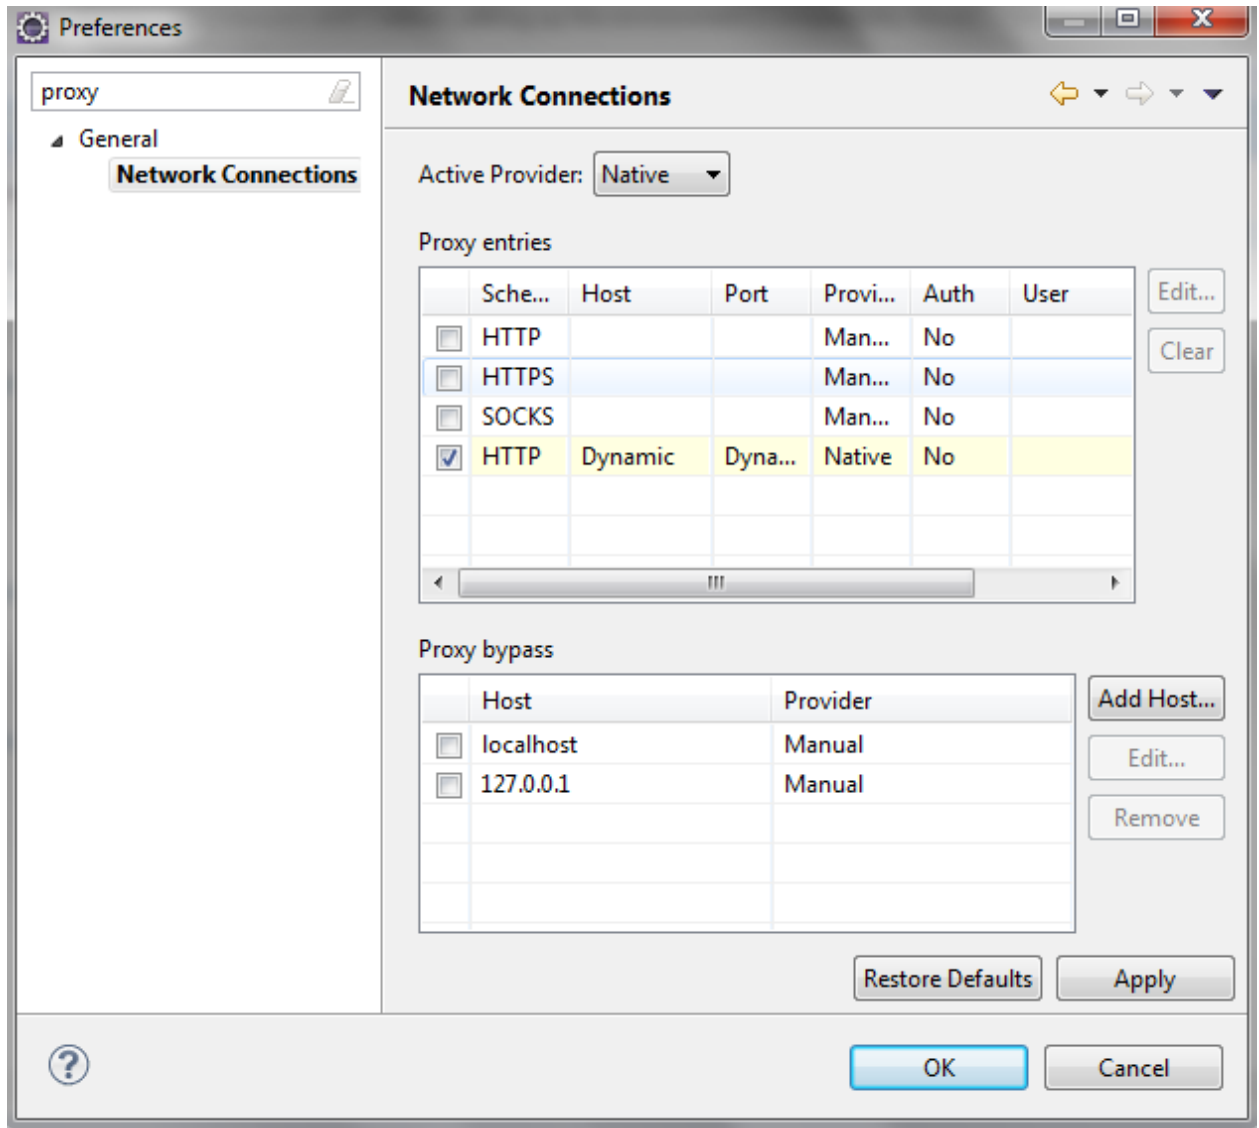 Preferences
proxy
General
Network Connections
Network Connections
Active Provider: Native
Proxy entries
Sche... Host Port Provi... Auth User
HTTP Man... No
HTTPS Man... No
SOCKS Man... No
HTTP Dynamic Dyna... Native No
Edit...
Clear
Proxy bypass
Host Provider
localhost Manual
127.0.0.1 Manual
Add Host...
Edit...
Remove
Restore Defaults Apply
OK Cancel